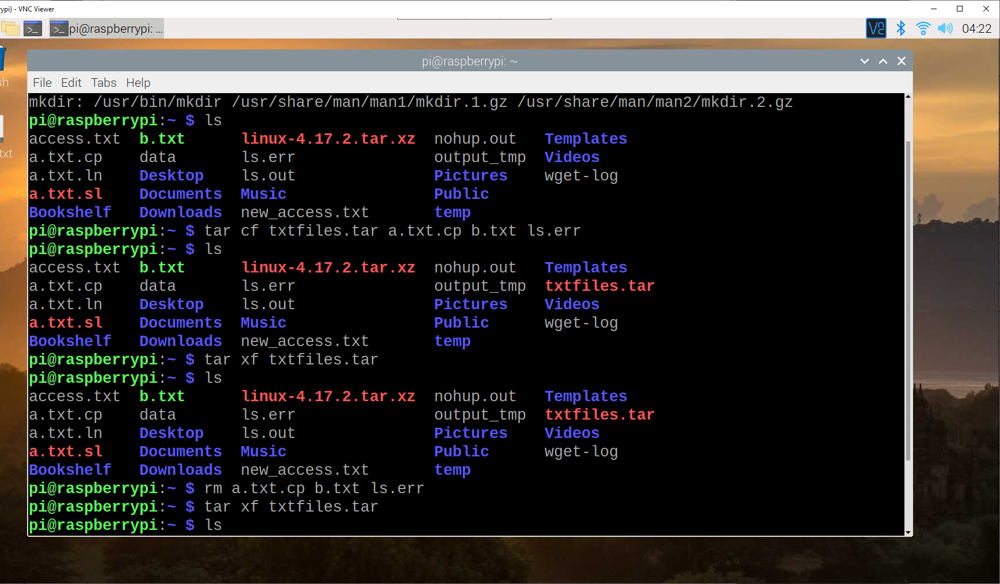 ypi) - VNC Viewer
pi@raspberrypi: ...
04:22
sh
txt
pi@raspberrypi: ~
File Edit Tabs Help
mkdir: /usr/bin/mkdir /usr/share/man/man1/mkdir.1.gz /usr/share/man/man2/mkdir.2.gz
pi@raspberrypi:~ $ ls
access.txt b.txt linux-4.17.2.tar.xz nohup.out Templates
a.txt.cp data ls.err output_tmp Videos
a.txt.ln Desktop ls.out Pictures wget-log
a.txt.sl Documents Music Public
Bookshelf Downloads new_access.txt temp
pi@raspberrypi:~ $ tar cf txtfiles.tar a.txt.cp b.txt ls.err
pi@raspberrypi:~ $ ls
access.txt b.txt linux-4.17.2.tar.xz nohup.out Templates
a.txt.cp data ls.err output_tmp txtfiles.tar
a.txt.ln Desktop ls.out Pictures Videos
a.txt.sl Documents Music Public wget-log
Bookshelf Downloads new_access.txt temp
pi@raspberrypi:~ $ tar xf txtfiles.tar
pi@raspberrypi:~ $ ls
access.txt b.txt linux-4.17.2.tar.xz nohup.out Templates
a.txt.cp data ls.err output_tmp txtfiles.tar
a.txt.ln Desktop ls.out Pictures Videos
a.txt.sl Documents Music Public wget-log
Bookshelf Downloads new_access.txt temp
pi@raspberrypi:~ $ rm a.txt.cp b.txt ls.err
pi@raspberrypi:~ $ tar xf txtfiles.tar
pi@raspberrypi:~ $ ls